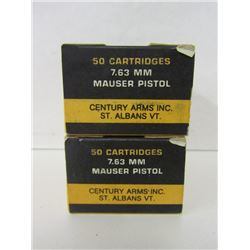 50 CARTRIDGES
7.63 MM
MAUSER PISTOL
CENTURY ARMS INC.
ST. ALBANS VT.
50 CARTRIDGES
7.63 MM
MAUSER PISTOL
CENTURY ARMS INC.
ST. ALBANS VT.